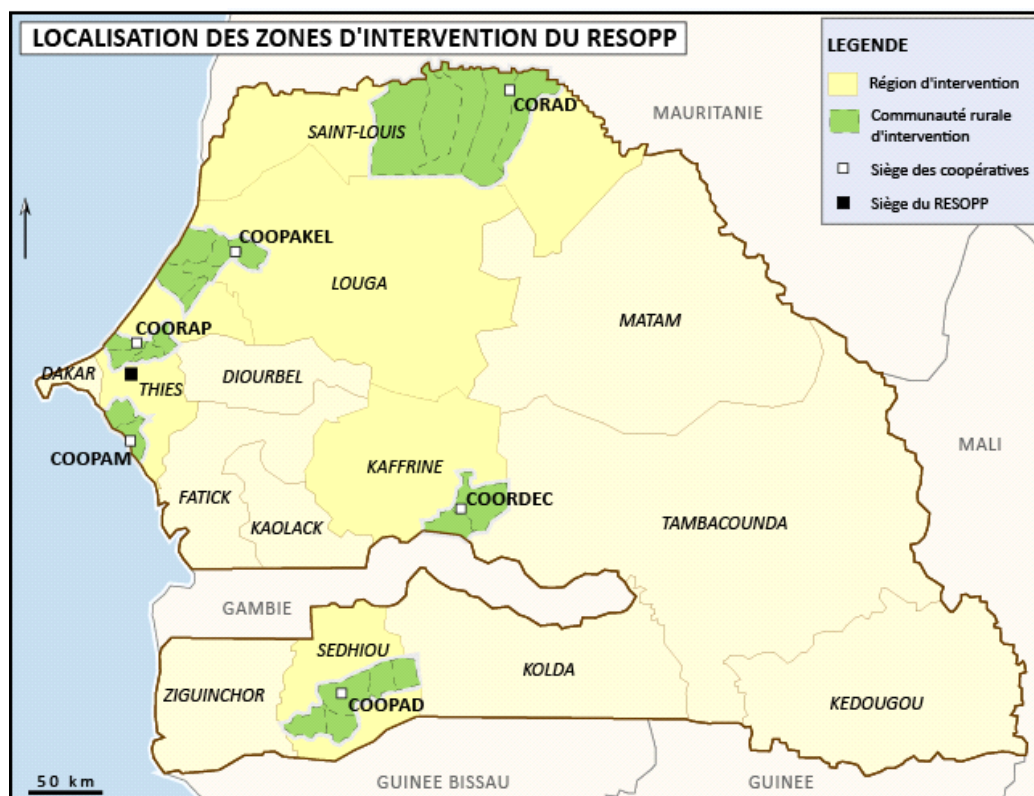 LOCALISATION DES ZONES D'INTERVENTION DU RESOPP
LEGENDE
Région d'intervention
Communauté rurale
d'intervention
Siège des coopératives
Siège du RESOPP
MAURITANIE
CORAD
SAINT-LOUIS
COOPAKEL
LOUGA
MATAM
COORAP
DAKAR
THIES
DIOURBEL
MALI
COOPAM
KAFFRINE
FATICK
COORDEC
KAOLACK
TAMBACOUNDA
GAMBIE
SEDHIOU
KOLDA
ZIGUINCHOR
COOPAD
KEDOUGOU
GUINEE BISSAU
GUINEE
50 km